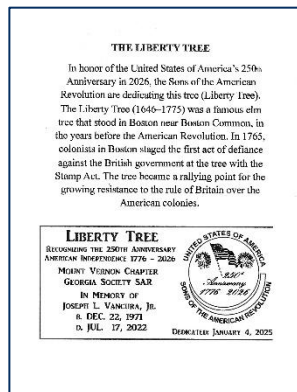 THE LIBERTY TREE
In honor of the United States of America's 250th
Anniversary in 2026, the Sons of the American
Revolution are dedicating this tree (Liberty Tree).
The Liberty Tree (1646–1775) was a famous elm
tree that stood in Boston near Boston Common, in
the years before the American Revolution. In 1765,
colonists in Boston staged the first act of defiance
against the British government at the tree with the
Stamp Act. The tree became a rallying point for the
growing resistance to the rule of Britain over the
American colonies.
LIBERTY TREE
RECOGNIZING THE 250TH ANNIVERSARY
AMERICAN INDEPENDENCE 1776 - 2026
MOUNT VERNON CHAPTER
GEORGIA SOCIETY SAR
IN MEMORY OF
JOSEPH L. VANCURA, JR.
B. DEC. 22, 1971
D. JUL. 17, 2022
UNITED STATES OF AMERICA
250th
Anniversary
1776 2026
SONS OF THE AMERICAN REVOLUTION
DEDICATED: JANUARY 4, 2025